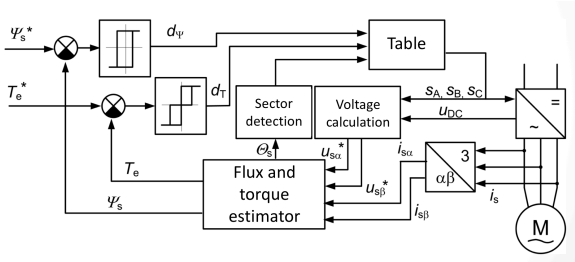 Ψs*
dΨ
Table
Te*
dT
Sector
detection
Voltage
calculation
sA, sB, sC
uDC
=
~
Θs
usα*
isα
3
αβ
Te
Flux and
torque
estimator
usβ*
is
Ψs
isβ
M
~